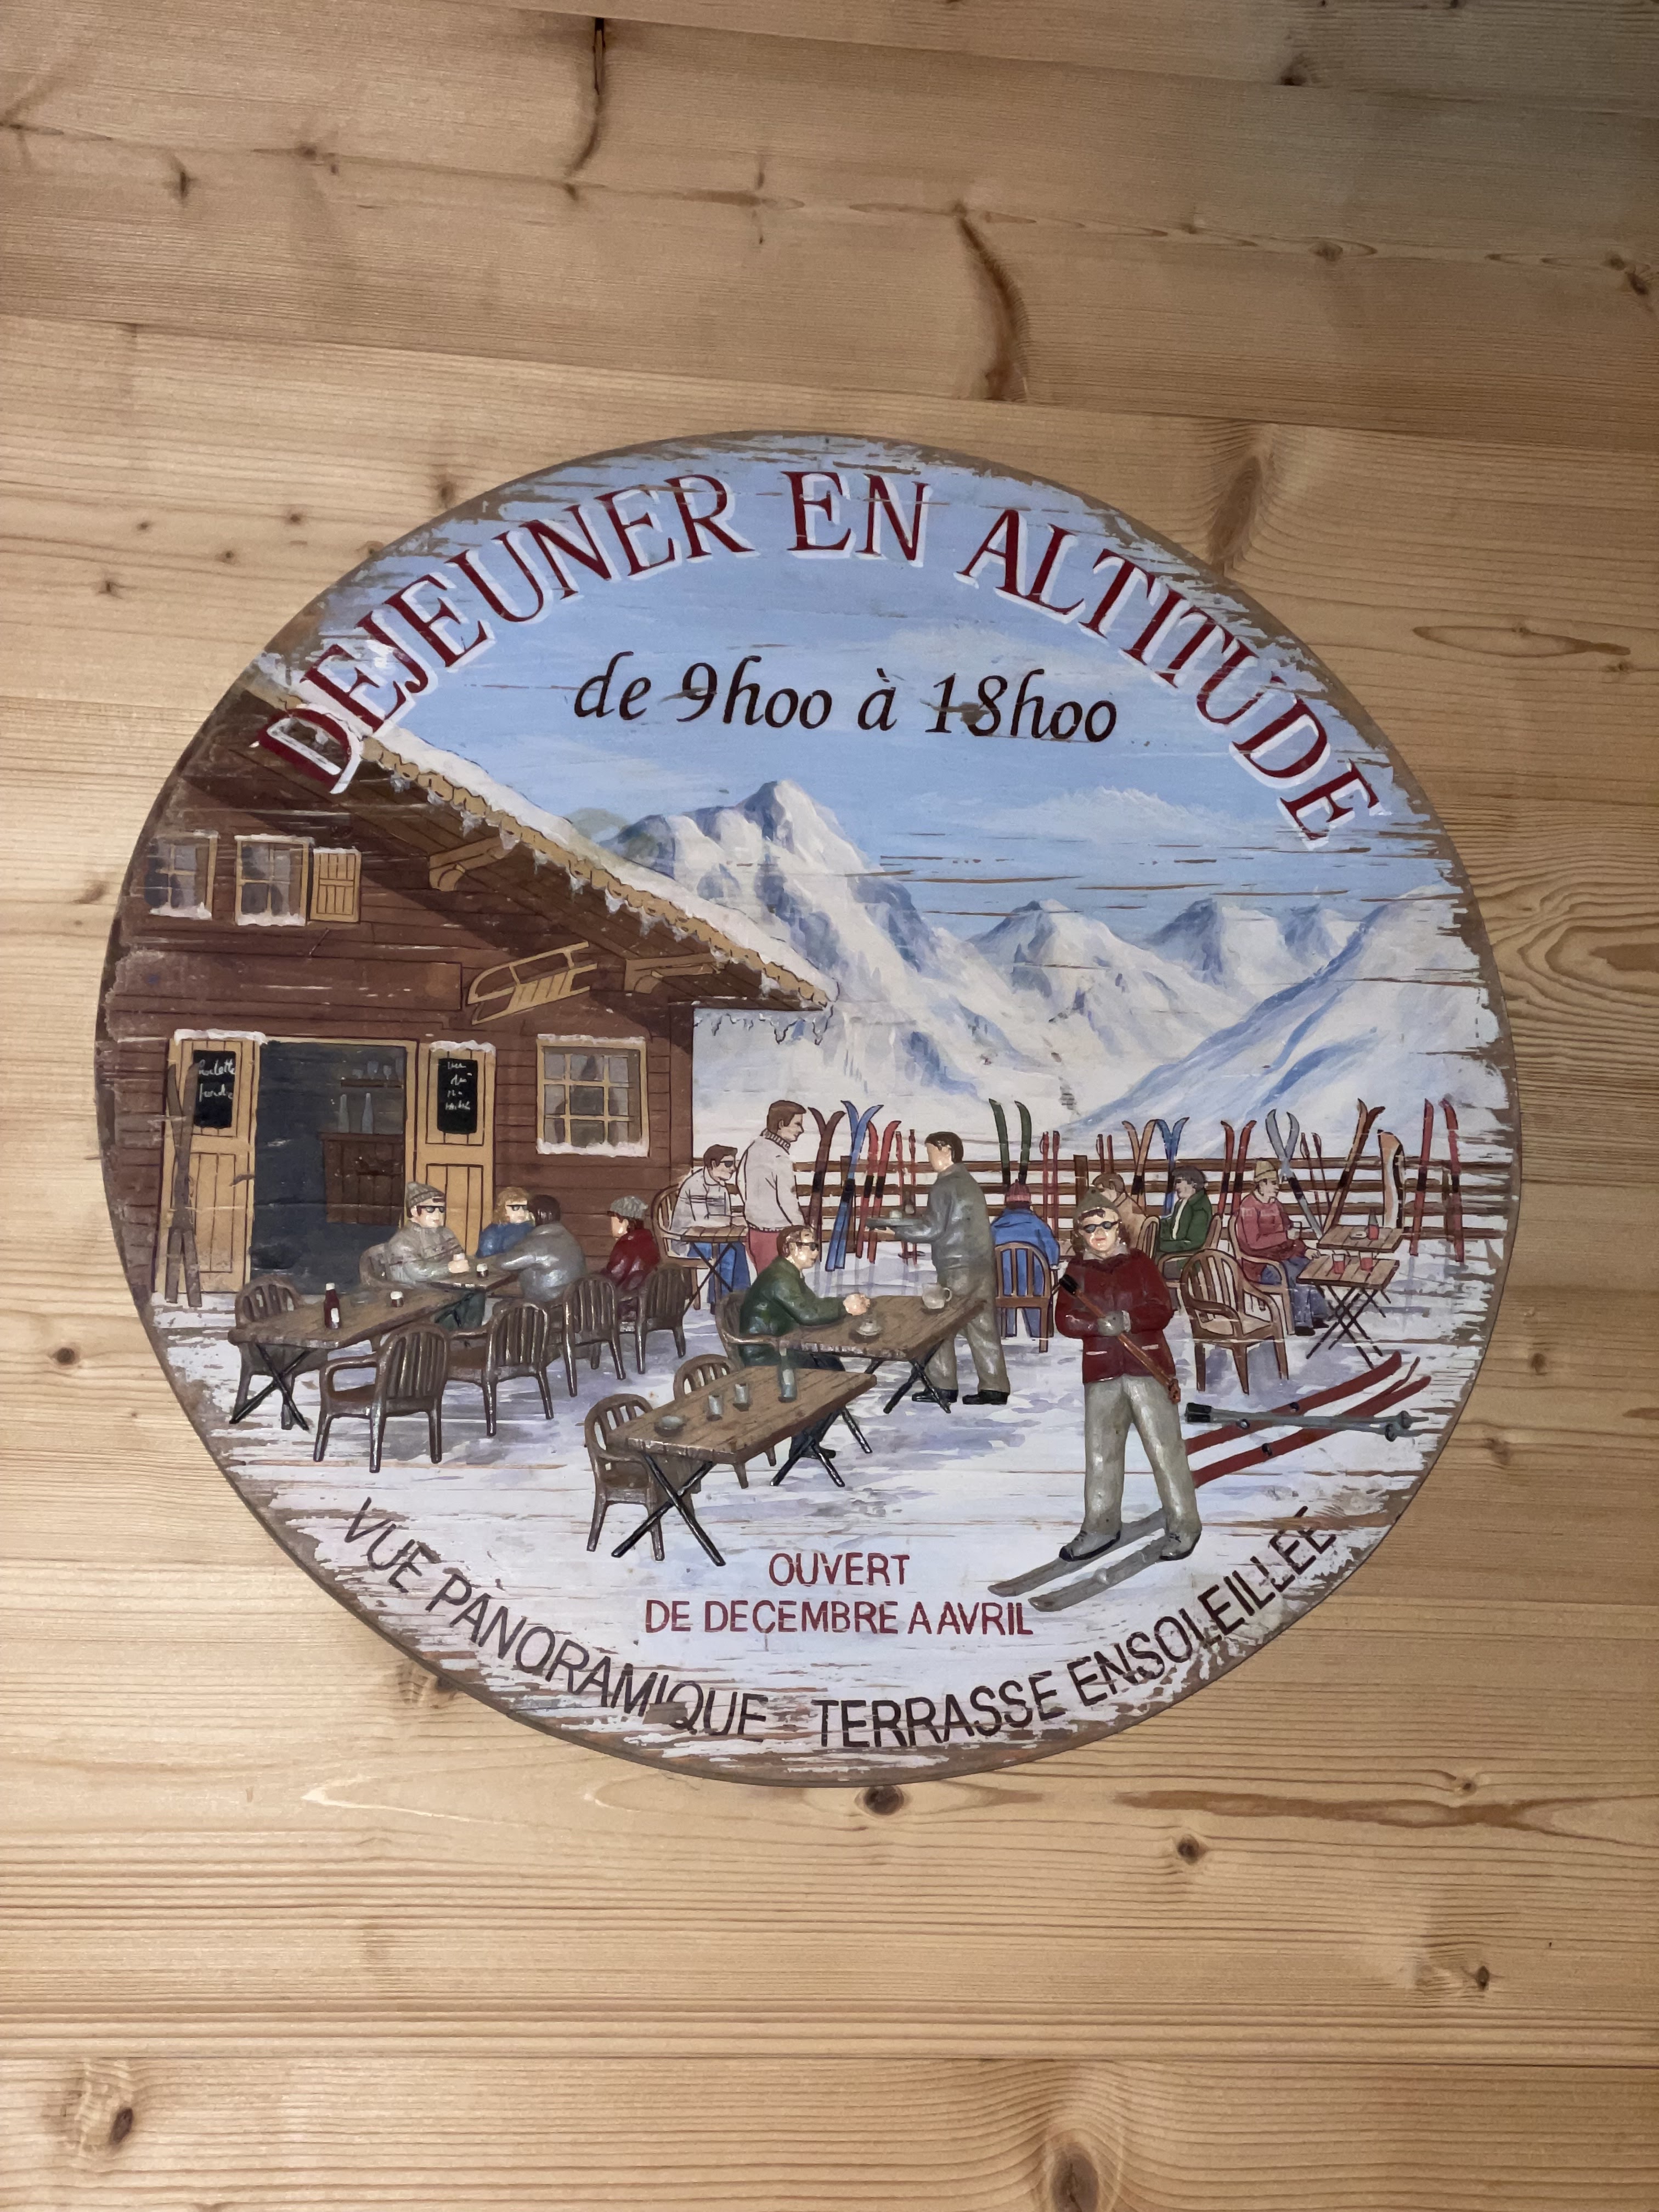 DEJEUNER EN ALTITUDE
de 9hoo à 18hoo
OUVERT
DE DECEMBRE A AVRIL
VUE PANORAMIQUE TERRASSE ENSOLEILLEE